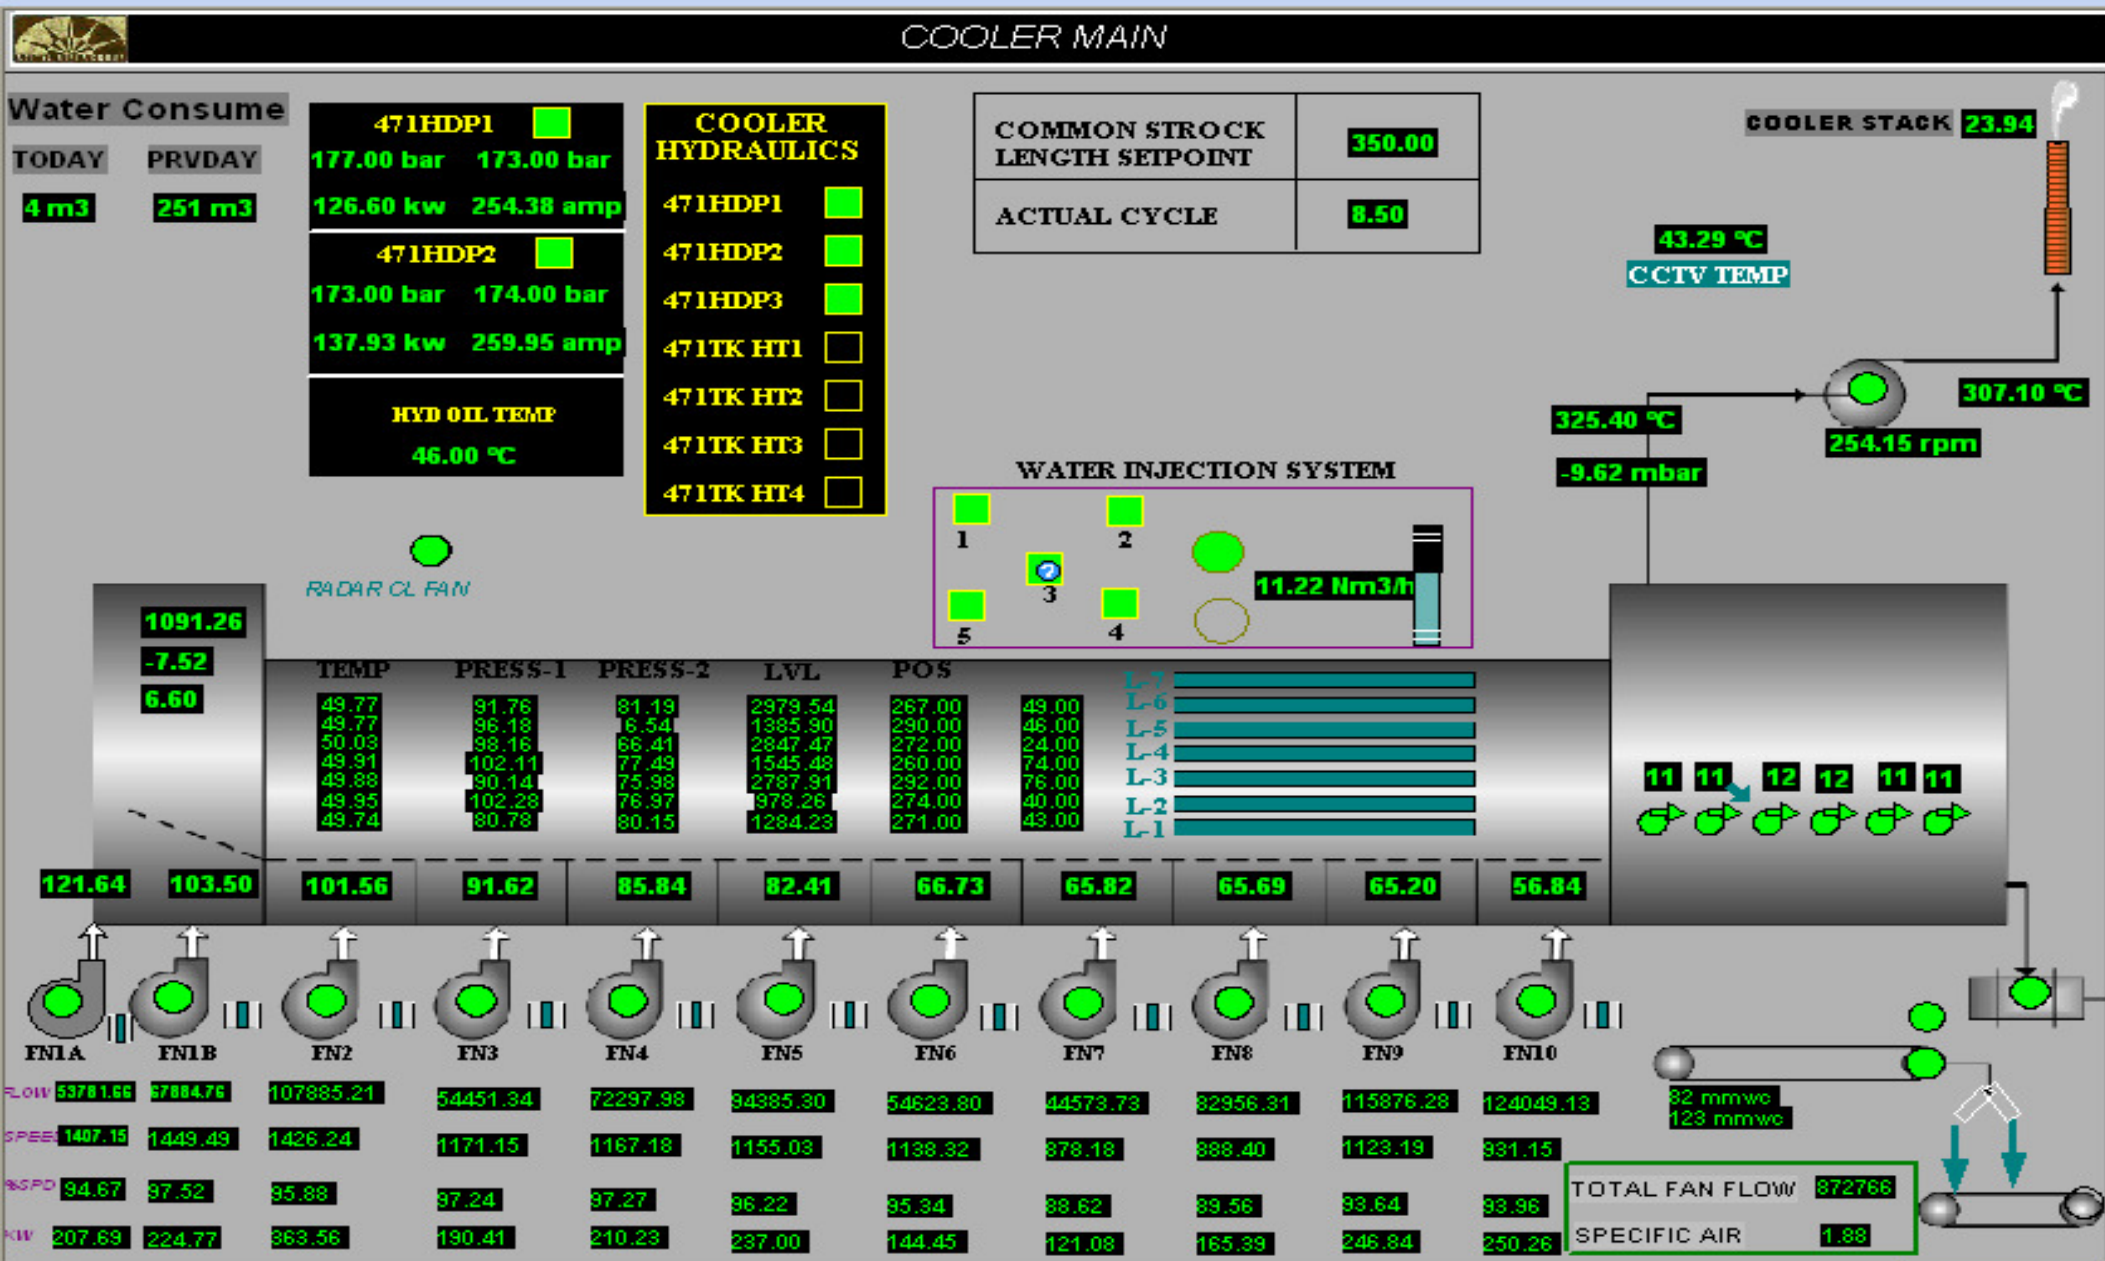 COOLER MAIN
Water Consume
TODAY PRVDAY
4 m3 251 m3
471HDP1
177.00 bar 173.00 bar
126.60 kw 254.38 amp
471HDP2
173.00 bar 174.00 bar
137.93 kw 259.95 amp
HYD OIL TEMP
46.00 ºC
COOLER
HYDRAULICS
471HDP1
471HDP2
471HDP3
471TK HT1
471TK HT2
471TK HT3
471TK HT4
COMMON STROCK
LENGTH SETPOINT
350.00
ACTUAL CYCLE 8.50
COOLER STACK 23.94
43.29 ºC
CCTV TEMP
325.40 ºC
-9.62 mbar
307.10 ºC
254.15 rpm
RADAR CL FAN
WATER INJECTION SYSTEM
1 2
3
5 4
11.22 Nm3/h
1091.26
-7.52
6.60
TEMP PRESS-1 PRESS-2 LVL POS
49.77 91.76 81.19 2979.54 267.00 49.00 L-7
49.77 96.18 6.54 1385.90 290.00 46.00 L-6
50.03 98.16 66.41 2847.47 272.00 24.00 L-5
49.91 102.11 77.49 1545.48 260.00 74.00 L-4
49.88 90.14 75.98 2787.91 292.00 76.00 L-3
49.95 102.28 76.97 978.26 274.00 40.00 L-2
49.74 80.78 80.15 1284.23 271.00 43.00 L-1
11 11 12 12 11 11
121.64 103.50 101.56 91.62 85.84 82.41 66.73 65.82 65.69 65.20 56.84
FN1A FN1B FN2 FN3 FN4 FN5 FN6 FN7 FN8 FN9 FN10
FLOW 53781.66 67884.76 107885.21 54451.34 72297.98 94385.30 54623.80 44573.73 82956.31 115876.28 124049.13
SPEE 1407.15 1449.49 1426.24 1171.15 1167.18 1155.03 1138.32 878.18 888.40 1123.19 931.15
%SPD 94.67 97.52 95.88 97.24 97.27 96.22 95.34 88.62 89.56 93.64 93.96
KW 207.69 224.77 363.56 190.41 210.23 237.00 144.45 121.08 165.39 246.84 250.26
82 mmwc
123 mmwc
TOTAL FAN FLOW 872766
SPECIFIC AIR 1.88